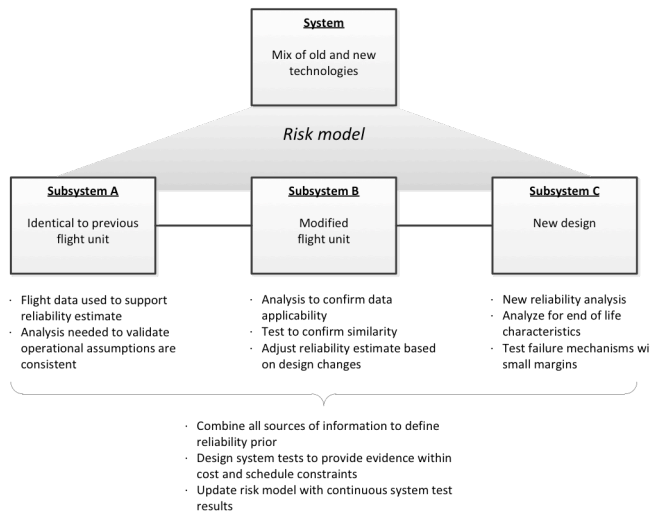 System
Mix of old and new
technologies
Risk model
Subsystem A
Identical to previous
flight unit
Subsystem B
Modified
flight unit
Subsystem C
New design
· Flight data used to support
reliability estimate
· Analysis needed to validate
operational assumptions are
consistent
· Analysis to confirm data
applicability
· Test to confirm similarity
· Adjust reliability estimate based
on design changes
· New reliability analysis
· Analyze for end of life
characteristics
· Test failure mechanisms wi
small margins
· Combine all sources of information to define
reliability prior
· Design system tests to provide evidence within
cost and schedule constraints
· Update risk model with continuous system test
results